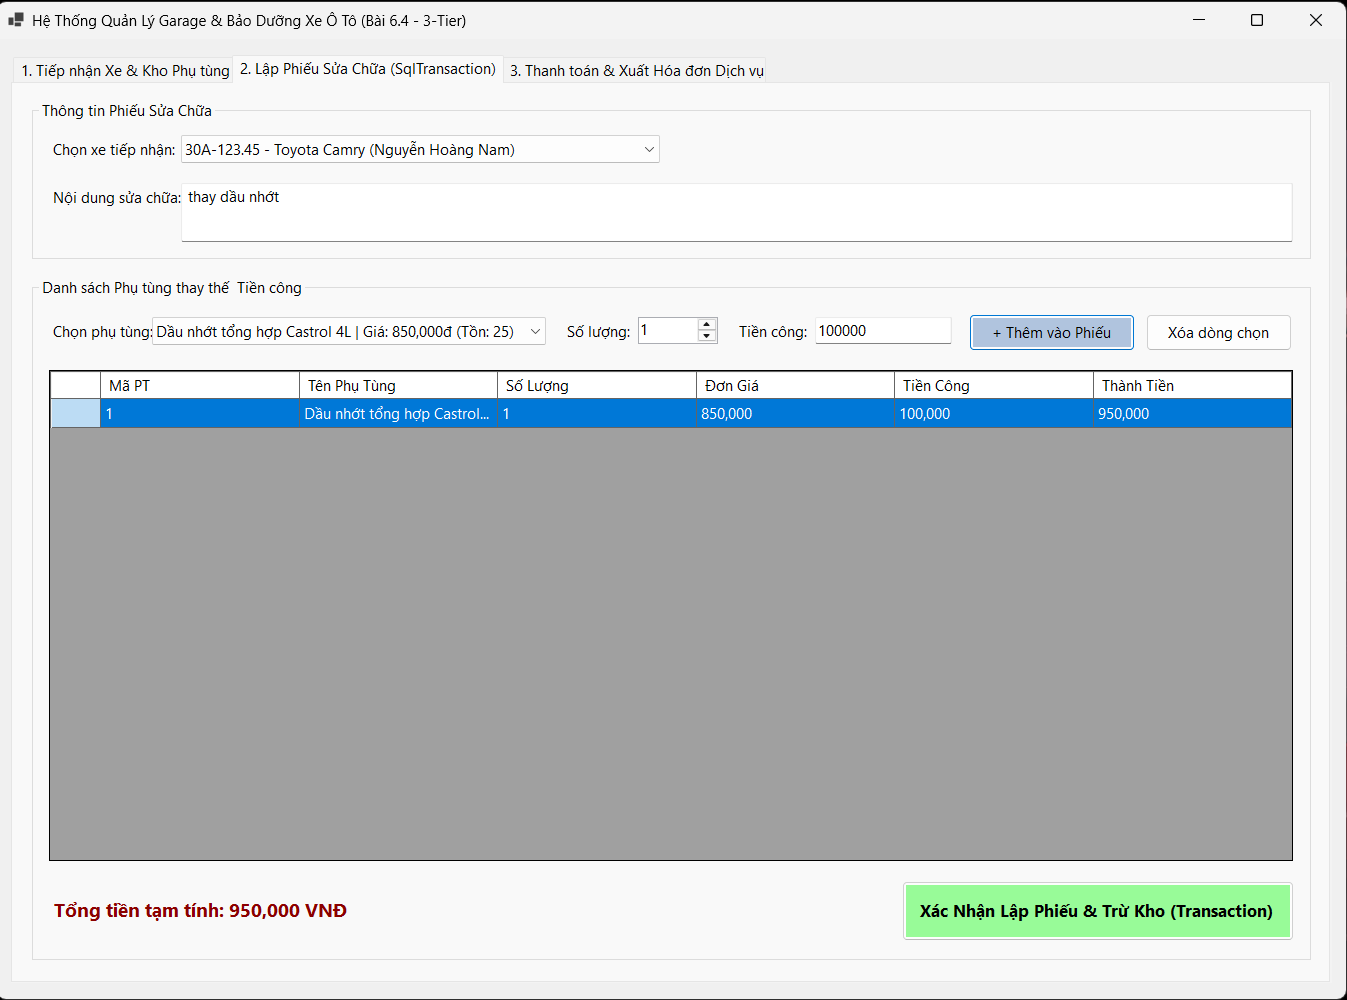 Hệ Thống Quản Lý Garage & Bảo Dưỡng Xe Ô Tô (Bài 6.4 - 3-Tier)
1. Tiếp nhận Xe & Kho Phụ tùng
2. Lập Phiếu Sửa Chữa (SqlTransaction)
3. Thanh toán & Xuất Hóa đơn Dịch vụ
Thông tin Phiếu Sửa Chữa
Chọn xe tiếp nhận: 30A-123.45 - Toyota Camry (Nguyễn Hoàng Nam)
Nội dung sửa chữa: thay dầu nhớt
Danh sách Phụ tùng thay thế  Tiền công
Chọn phụ tùng: Dầu nhớt tổng hợp Castrol 4L | Giá: 850,000đ (Tồn: 25) Số lượng: 1 Tiền công: 100000 + Thêm vào Phiếu Xóa dòng chọn
Mã PT Tên Phụ Tùng Số Lượng Đơn Giá Tiền Công Thành Tiền
1 Dầu nhớt tổng hợp Castrol... 1 850,000 100,000 950,000
Tổng tiền tạm tính: 950,000 VNĐ
Xác Nhận Lập Phiếu & Trừ Kho (Transaction)